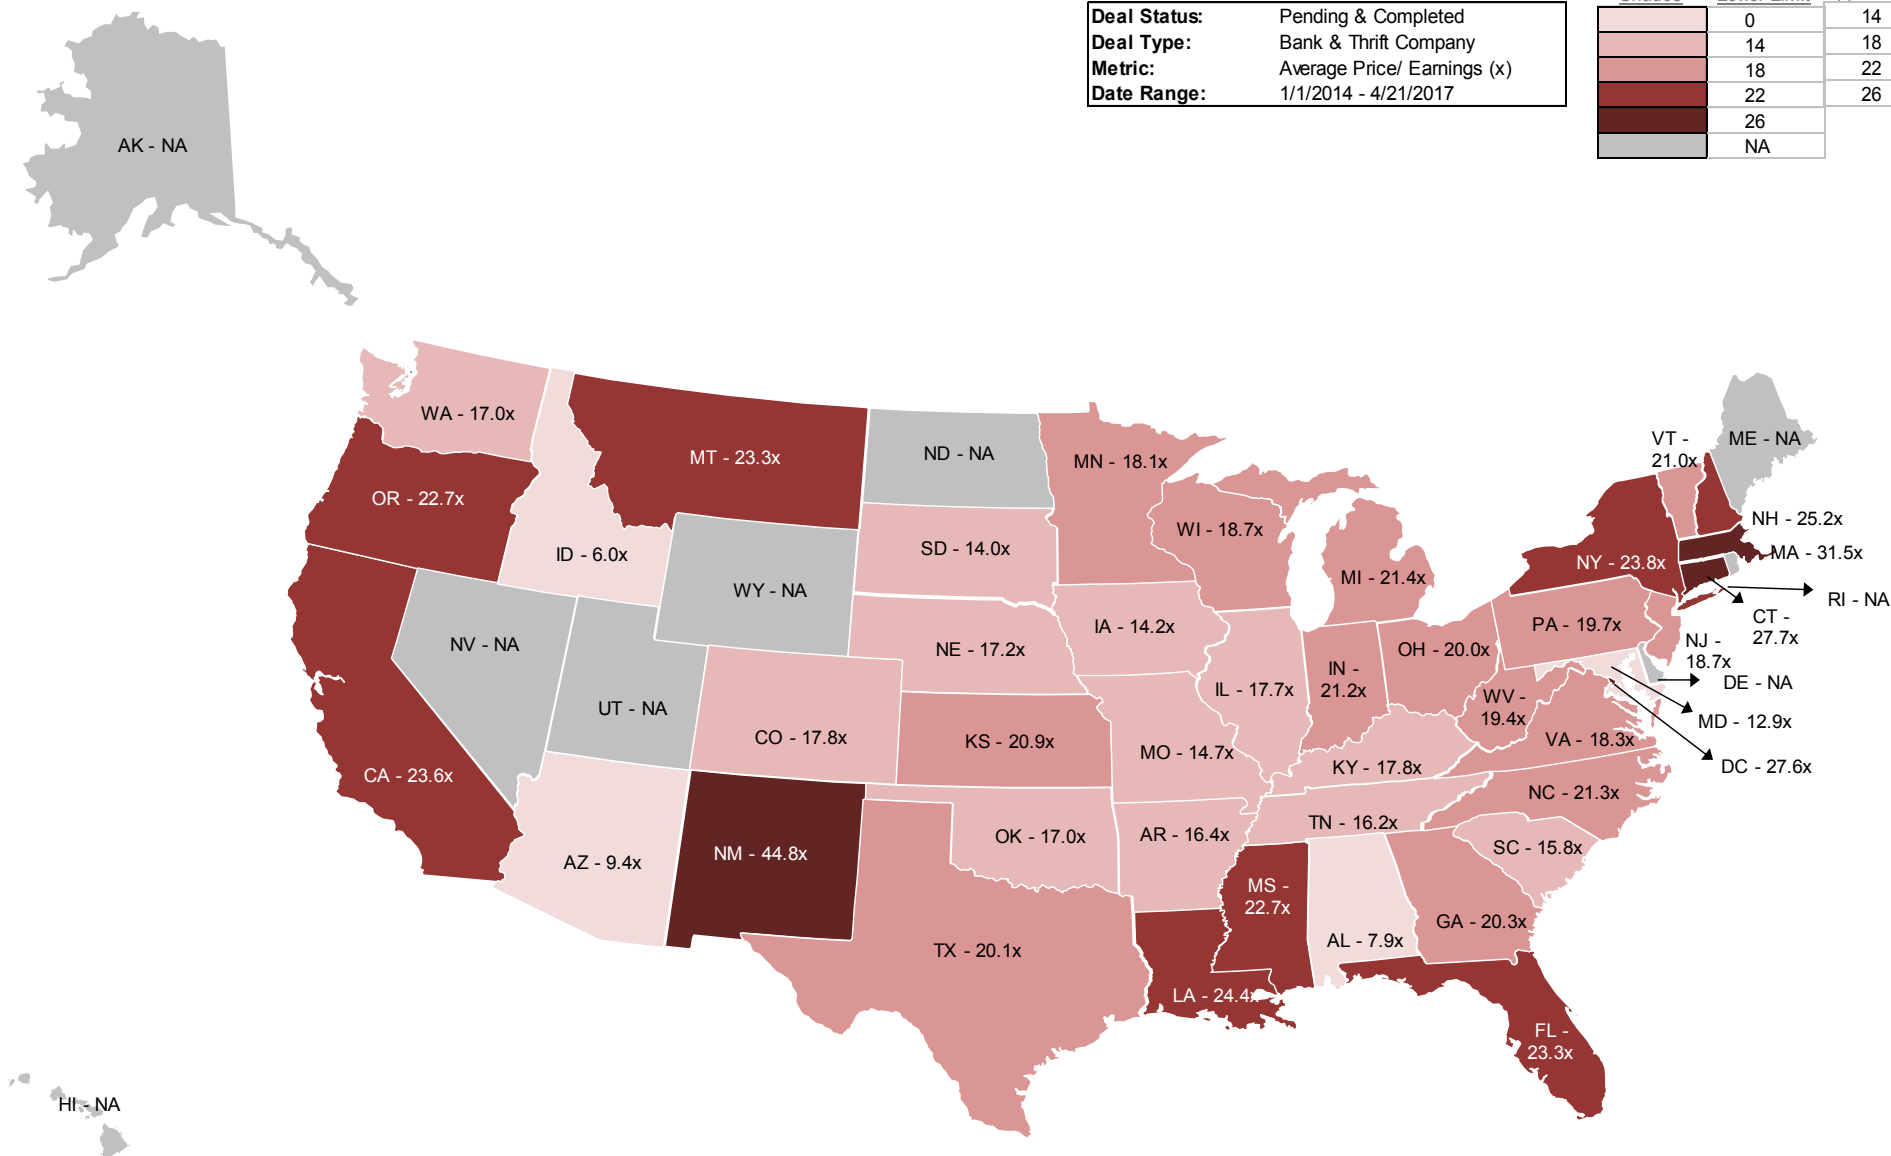 Deal Status: Pending & Completed
Deal Type: Bank & Thrift Company
Metric: Average Price/ Earnings (x)
Date Range: 1/1/2014 - 4/21/2017
0 14
14 18
18 22
22 26
26
NA
AK - NA
WA - 17.0x
MT - 23.3x
ND - NA
MN - 18.1x
VT -
21.0x
ME - NA
OR - 22.7x
ID - 6.0x
SD - 14.0x
WI - 18.7x
MI - 21.4x
NY - 23.8x
NH - 25.2x
MA - 31.5x
RI - NA
CT -
27.7x
WY - NA
NV - NA
UT - NA
NE - 17.2x
IA - 14.2x
IL - 17.7x
IN -
21.2x
OH - 20.0x
PA - 19.7x
NJ -
18.7x
DE - NA
MD - 12.9x
DC - 27.6x
WV -
19.4x
VA - 18.3x
CA - 23.6x
CO - 17.8x
KS - 20.9x
MO - 14.7x
KY - 17.8x
NC - 21.3x
TN - 16.2x
SC - 15.8x
AZ - 9.4x
NM - 44.8x
OK - 17.0x
AR - 16.4x
MS -
22.7x
AL - 7.9x
GA - 20.3x
TX - 20.1x
LA - 24.4x
FL -
23.3x
HI - NA